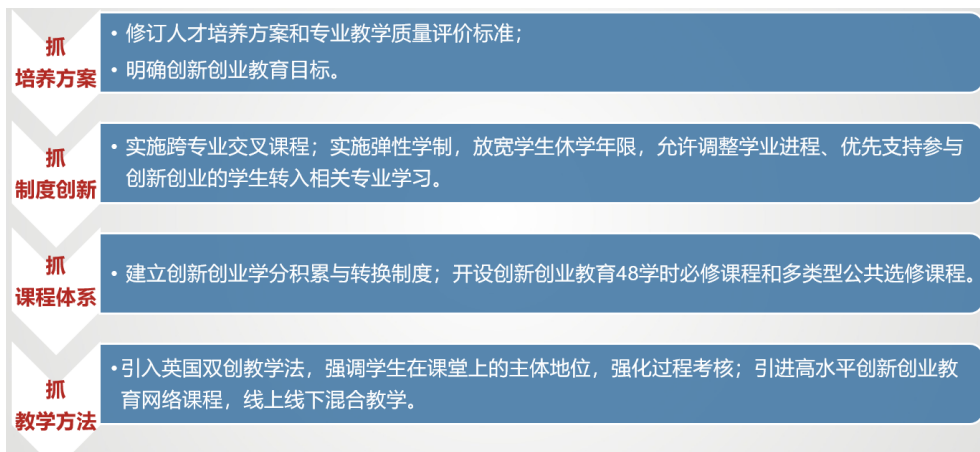 抓
培养方案
• 修订人才培养方案和专业教学质量评价标准；
• 明确创新创业教育目标。
抓
制度创新
• 实施跨专业交叉课程；实施弹性学制，放宽学生休学年限，允许调整学业进程、优先支持参与
创新创业的学生转入相关专业学习。
抓
课程体系
• 建立创新创业学分积累与转换制度；开设创新创业教育48学时必修课程和多类型公共选修课程。
抓
教学方法
• 引入英国双创教学法，强调学生在课堂上的主体地位，强化过程考核；引进高水平创新创业教
育网络课程，线上线下混合教学。